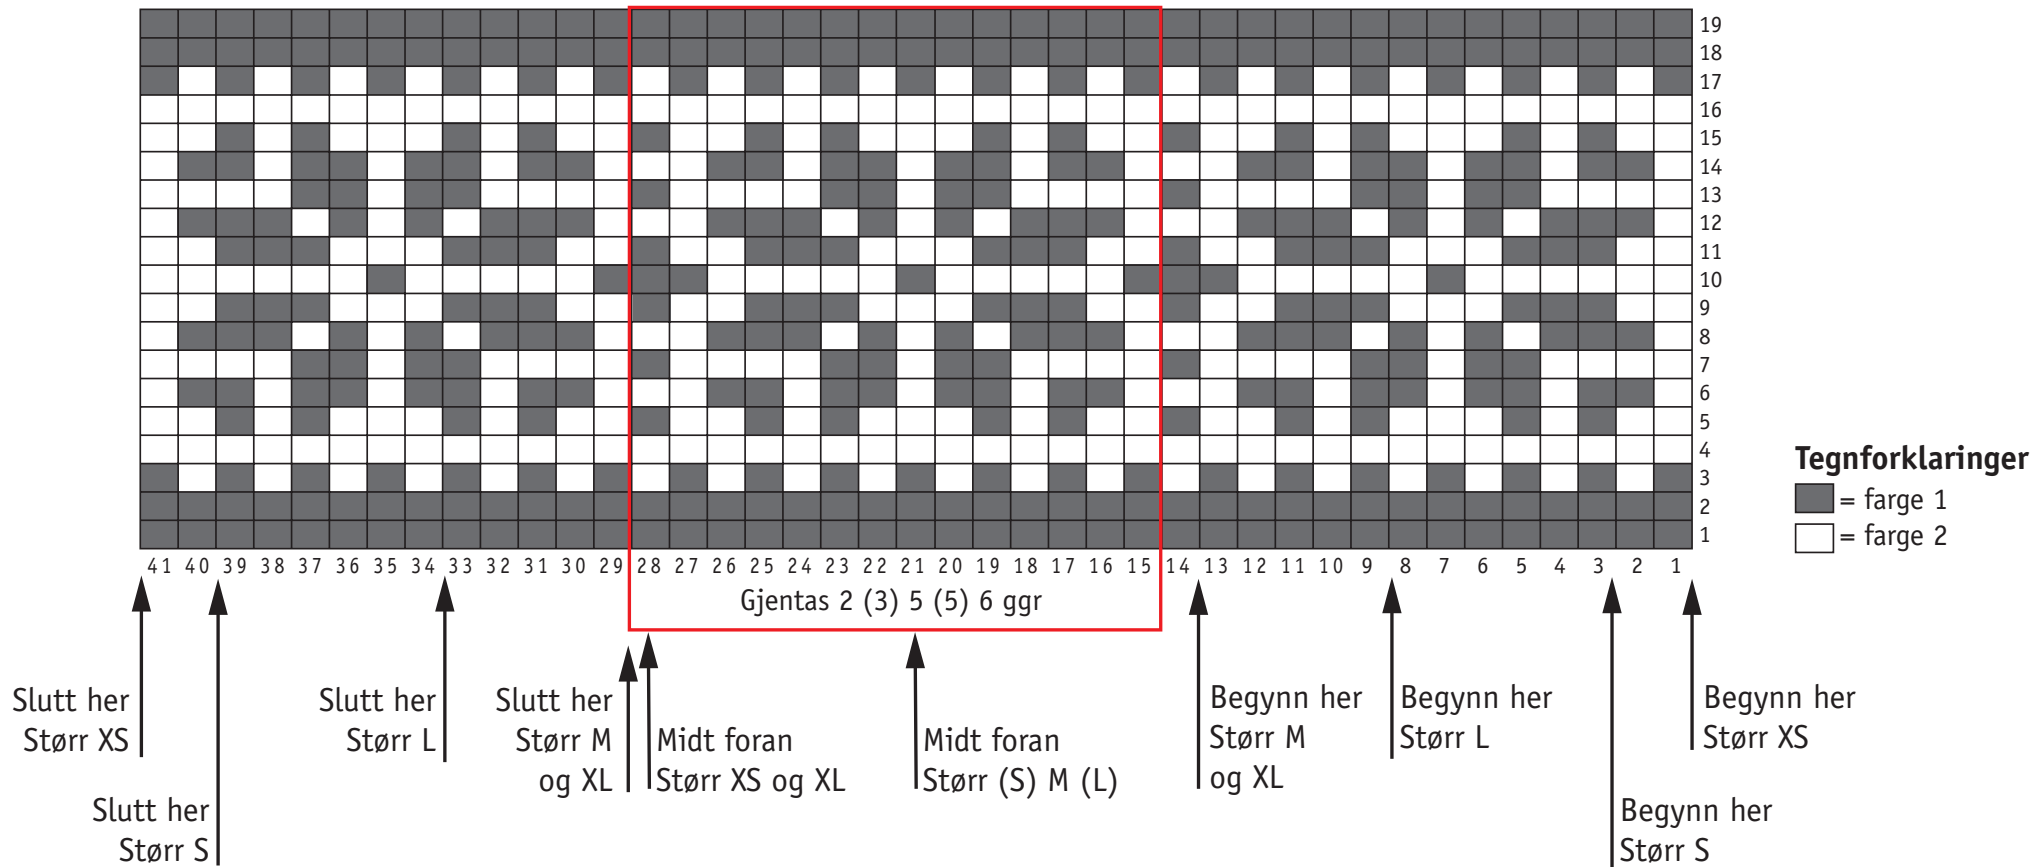 19
18
17
16
15
14
13
12
11
10
9
8
7
6
5
4
3
2
1
41 40 39 38 37 36 35 34 33 32 31 30 29 28 27 26 25 24 23 22 21 20 19 18 17 16 15 14 13 12 11 10 9 8 7 6 5 4 3 2 1
Gjentas 2 (3) 5 (5) 6 ggr
Tegnforklaringer
= farge 1
= farge 2
Slutt her
Størr XS
Slutt her
Størr S
Slutt her
Størr L
Slutt her
Størr M
og XL
Midt foran
Størr XS og XL
Midt foran
Størr (S) M (L)
Begynn her
Størr M
og XL
Begynn her
Størr L
Begynn her
Størr S
Begynn her
Størr XS